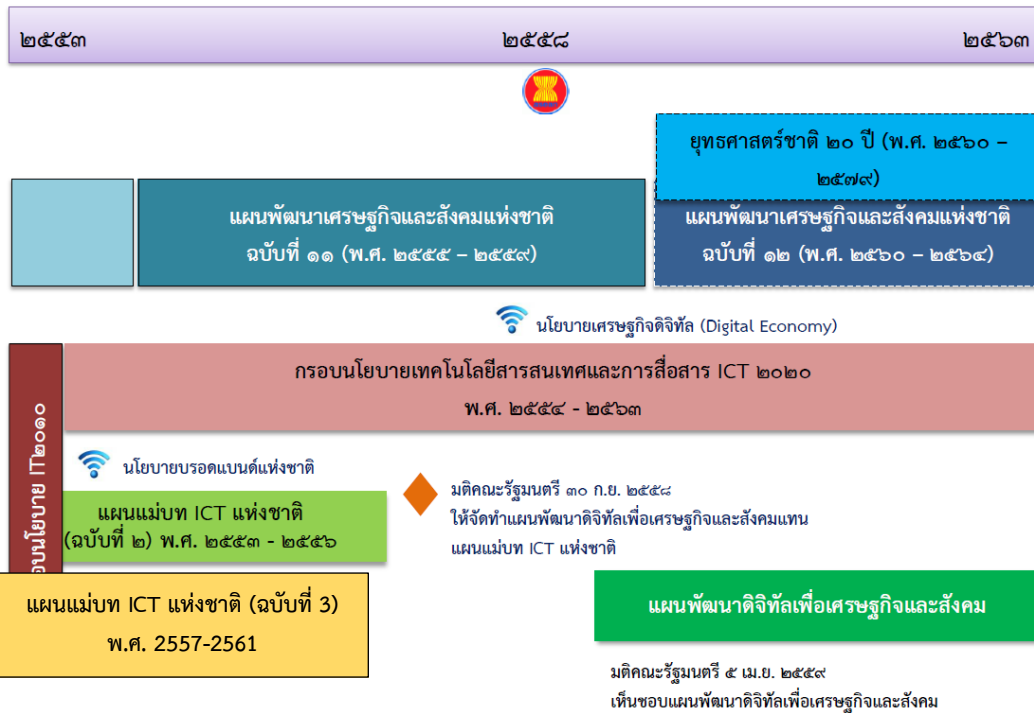 ๒๕๕๓ ๒๕๕๘ ๒๕๖๓
ยุทธศาสตร์ชาติ ๒๐ ปี (พ.ศ. ๒๕๖๐ –
๒๕๗๙)
แผนพัฒนาเศรษฐกิจและสังคมแห่งชาติ
ฉบับที่ ๑๑ (พ.ศ. ๒๕๕๕ – ๒๕๕๙)
แผนพัฒนาเศรษฐกิจและสังคมแห่งชาติ
ฉบับที่ ๑๒ (พ.ศ. ๒๕๖๐ – ๒๕๖๔)
นโยบายเศรษฐกิจดิจิทัล (Digital Economy)
กรอบนโยบายเทคโนโลยีสารสนเทศและการสื่อสาร ICT ๒๐๒๐
พ.ศ. ๒๕๕๔ - ๒๕๖๓
อบนโยบาย IT๒๐๑๐
นโยบายบรอดแบนด์แห่งชาติ
แผนแม่บท ICT แห่งชาติ
(ฉบับที่ ๒) พ.ศ. ๒๕๕๓ - ๒๕๕๖
มติคณะรัฐมนตรี ๓๐ ก.ย. ๒๕๕๘
ให้จัดทำแผนพัฒนาดิจิทัลเพื่อเศรษฐกิจและสังคมแทน
แผนแม่บท ICT แห่งชาติ
แผนแม่บท ICT แห่งชาติ (ฉบับที่ 3)
พ.ศ. 2557-2561
แผนพัฒนาดิจิทัลเพื่อเศรษฐกิจและสังคม
มติคณะรัฐมนตรี ๕ เม.ย. ๒๕๕๙
เห็นชอบแผนพัฒนาดิจิทัลเพื่อเศรษฐกิจและสังคม